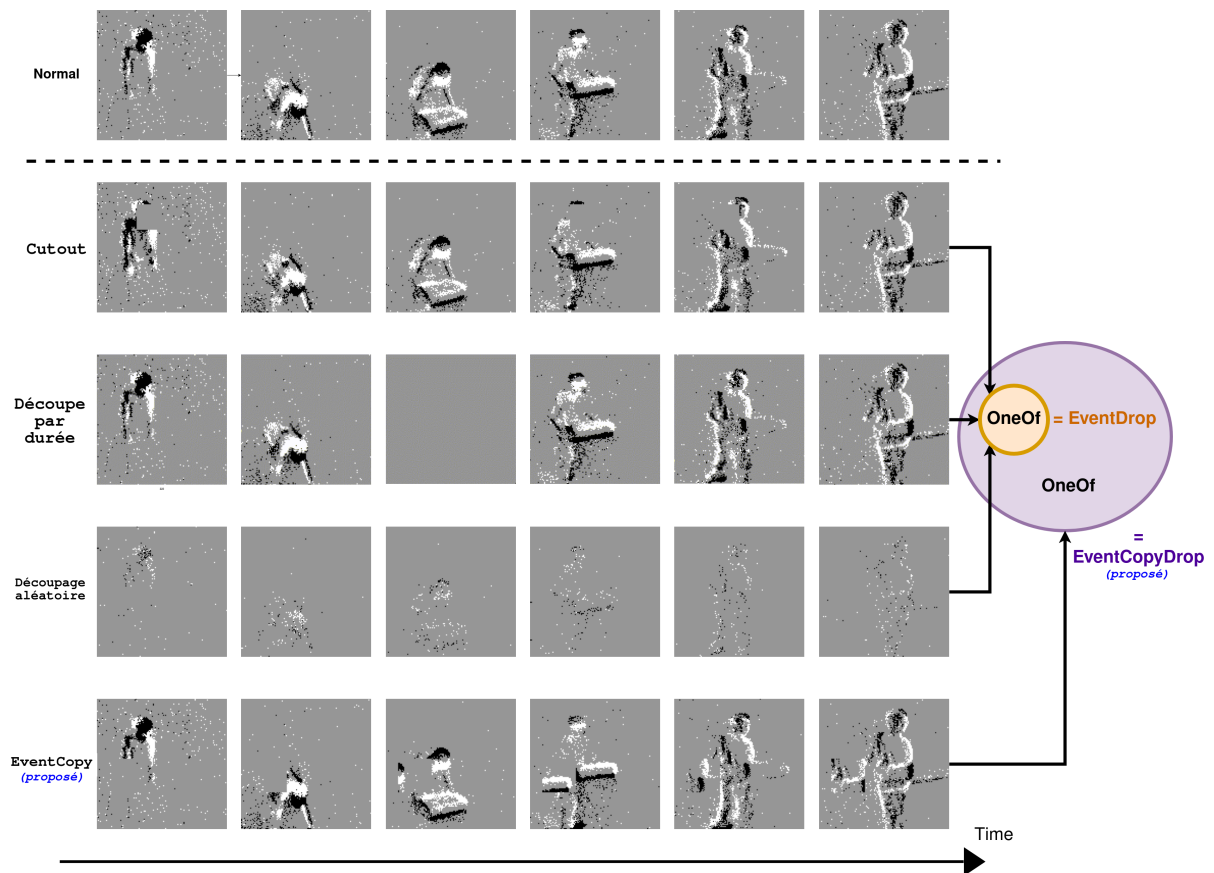 Normal
Cutout
Découpe
par
durée
OneOf = EventDrop
OneOf
=
EventCopyDrop
(proposé)
Découpage
aléatoire
EventCopy
(proposé)
Time